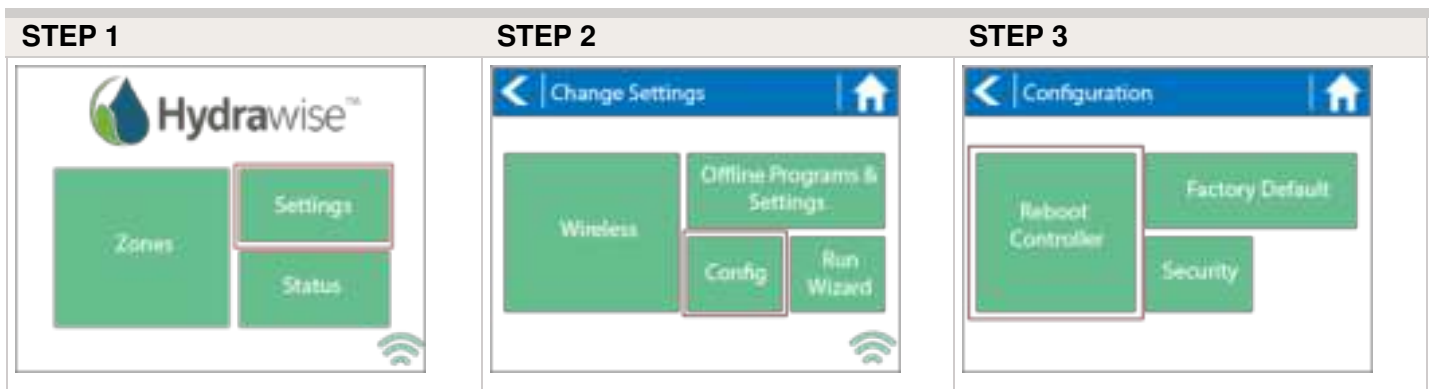 STEP 1
STEP 2
STEP 3
Hydrawise™
Zones
Settings
Status
Change Settings
Wireless
Offline Programs &
Settings
Config
Run
Wizard
Configuration
Reboot
Controller
Factory Default
Security